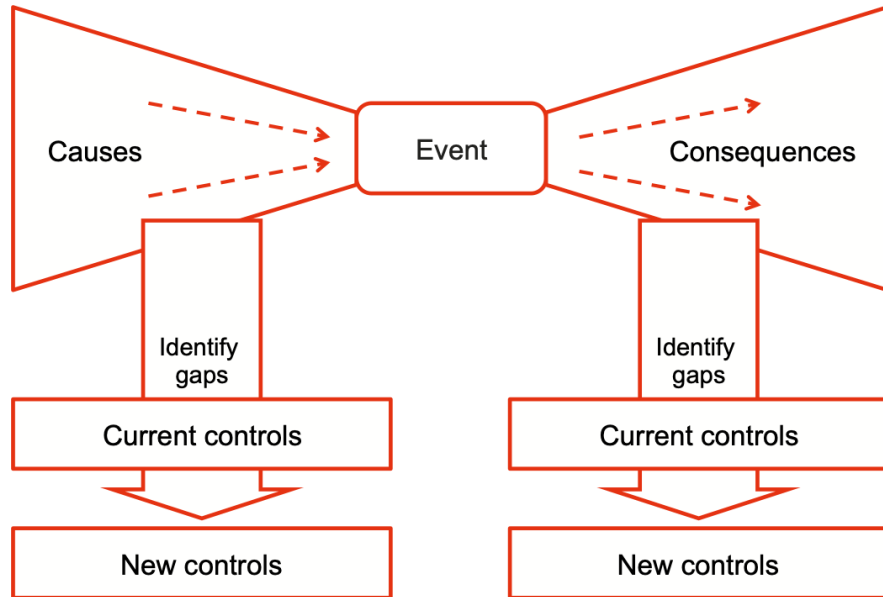 Causes
Event
Consequences
Identify
gaps
Identify
gaps
Current controls
Current controls
New controls
New controls